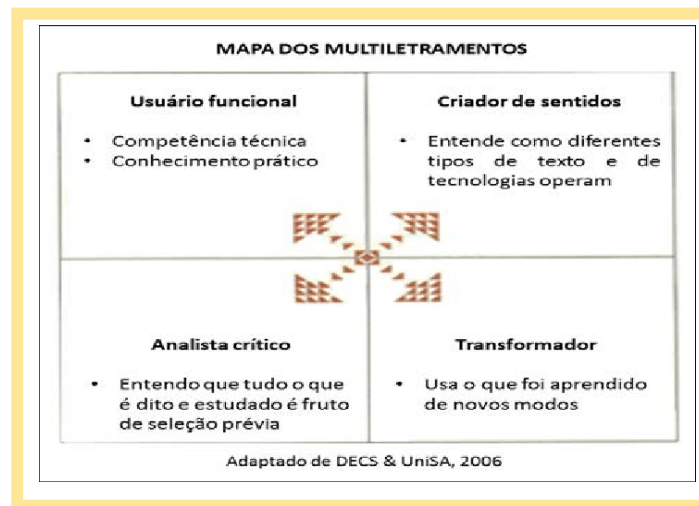 MAPA DOS MULTILETRAMENTOS
Usuário funcional
• Competência técnica
• Conhecimento prático
Criador de sentidos
• Entende como diferentes
tipos de texto e de
tecnologias operam
Analista crítico
• Entendo que tudo o que
é dito e estudado é fruto
de seleção prévia
Transformador
• Usa o que foi aprendido
de novos modos
Adaptado de DECS & UniSA, 2006